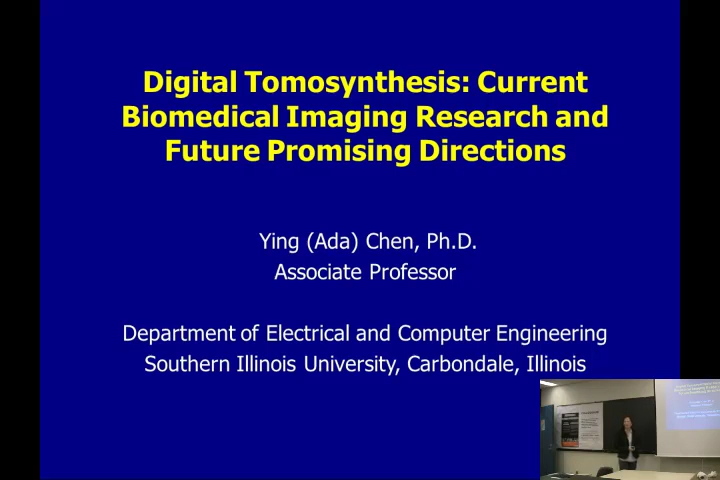 Digital Tomosynthesis: Current
Biomedical Imaging Research and
Future Promising Directions
Ying (Ada) Chen, Ph.D.
Associate Professor
Department of Electrical and Computer Engineering
Southern Illinois University, Carbondale, Illinois